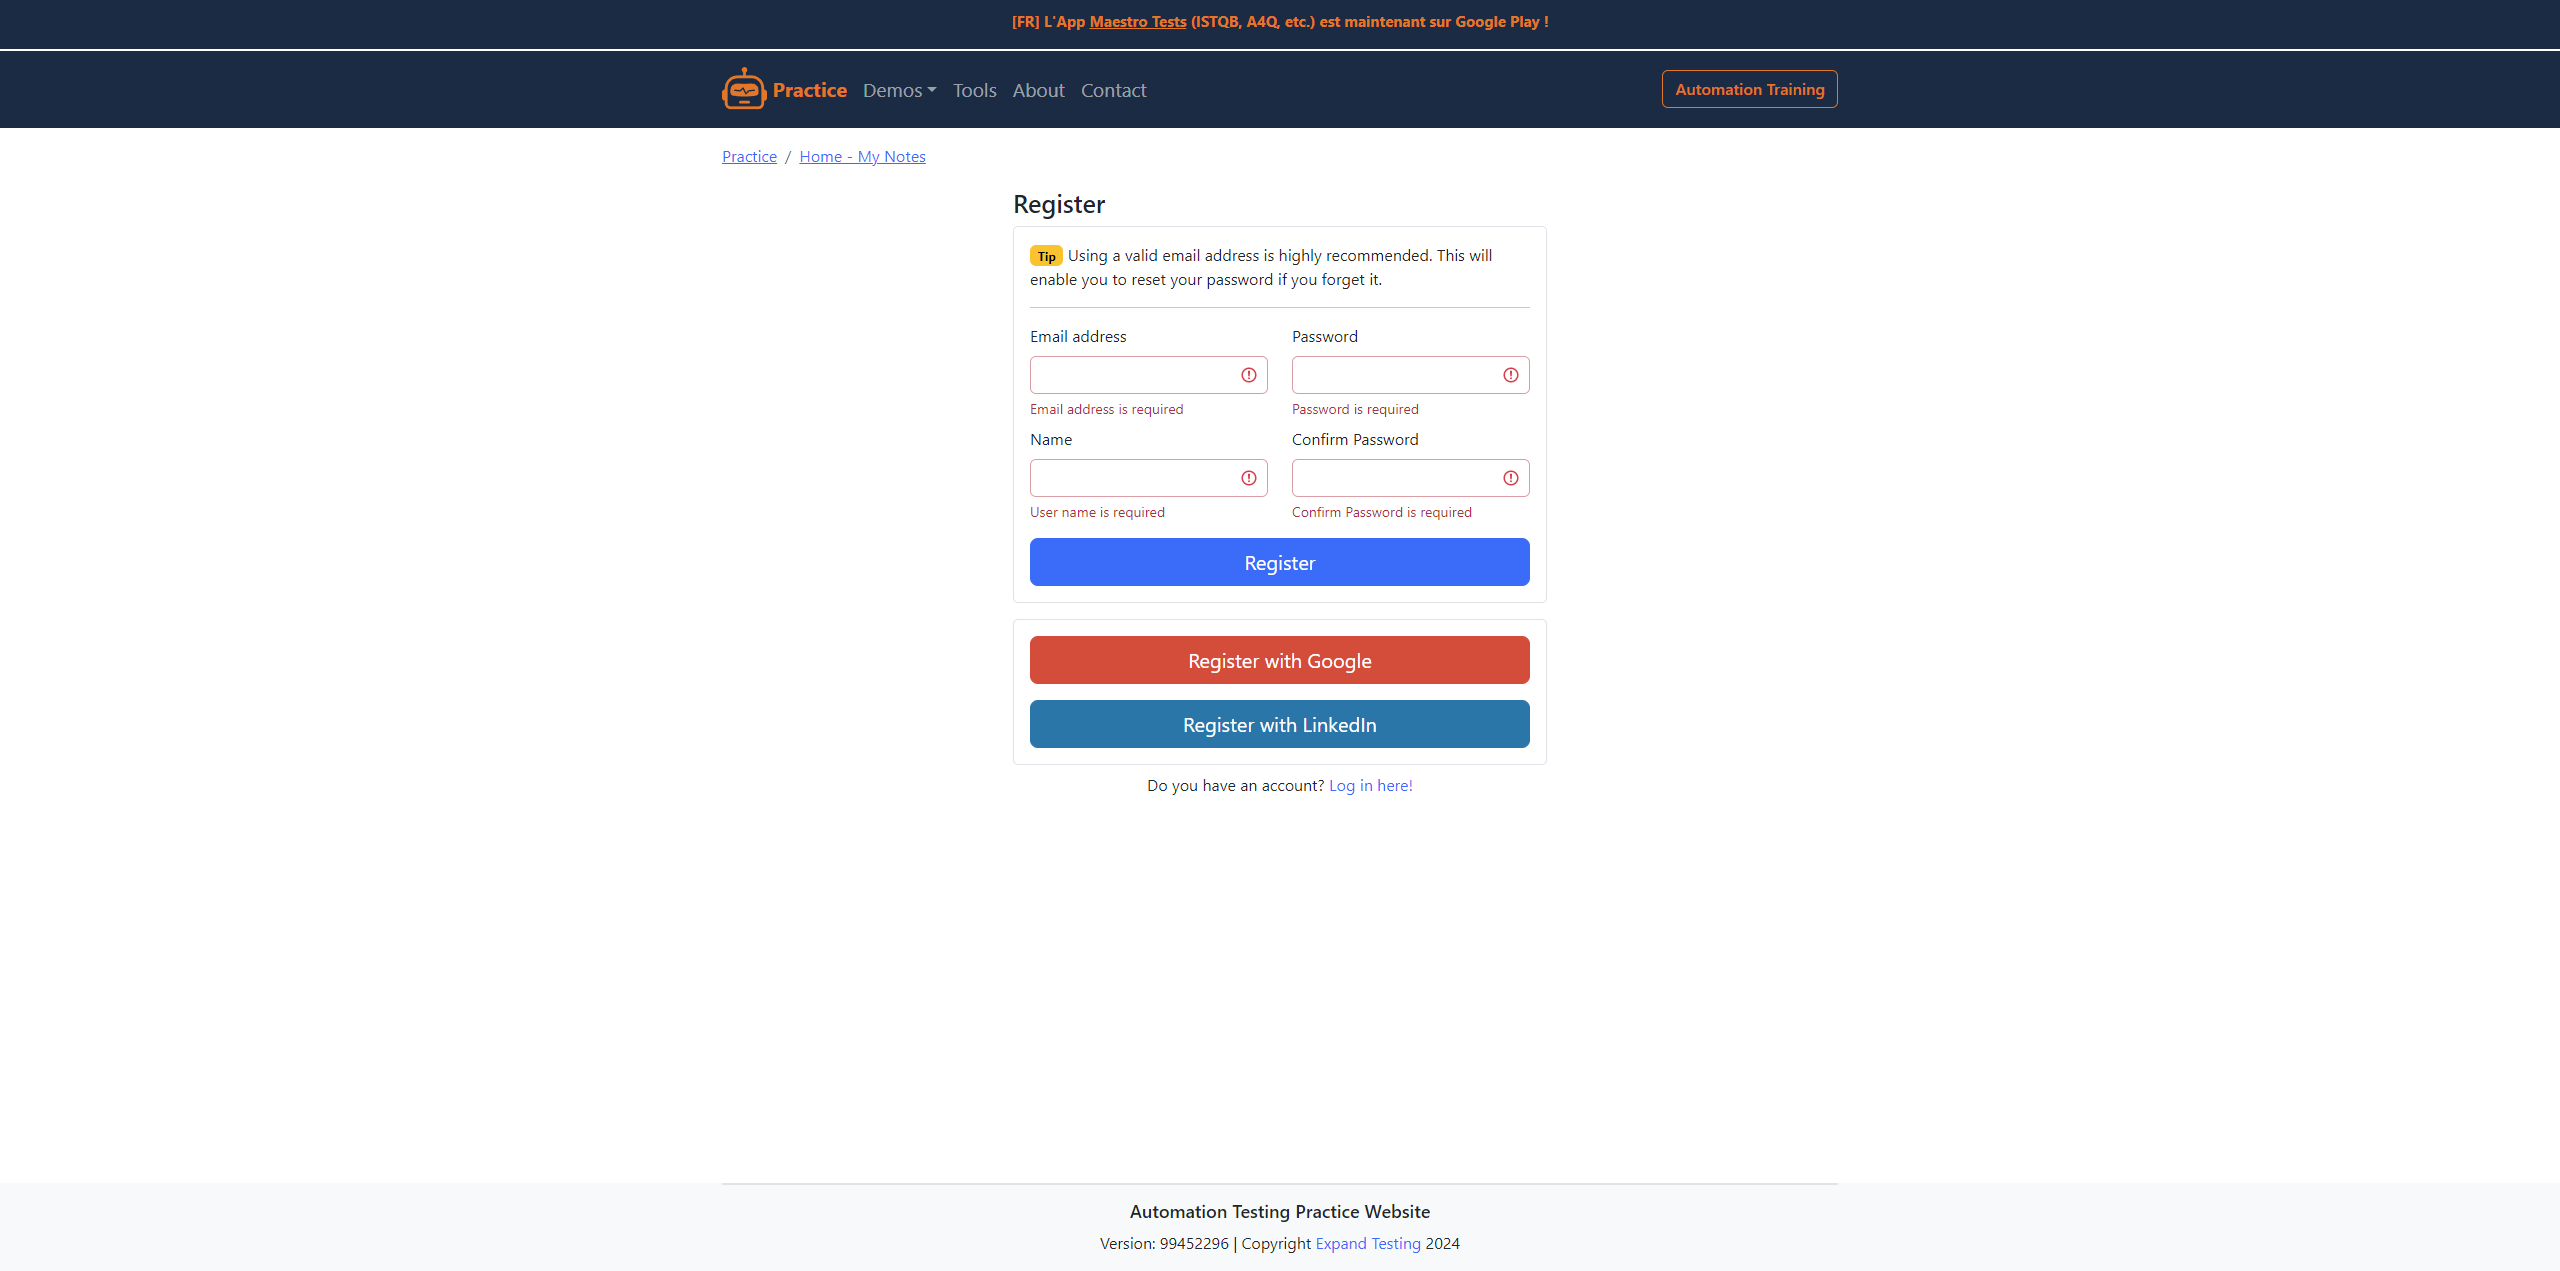 [FR] L'App Maestro Tests (ISTQB, A4Q, etc.) est maintenant sur Google Play !
Practice Demos Tools About Contact Automation Training
Practice / Home - My Notes
Register
Tip Using a valid email address is highly recommended. This will
enable you to reset your password if you forget it.
Email address Password
Email address is required Password is required
Name Confirm Password
User name is required Confirm Password is required
Register
Register with Google
Register with LinkedIn
Do you have an account? Log in here!
Automation Testing Practice Website
Version: 99452296 | Copyright Expand Testing 2024